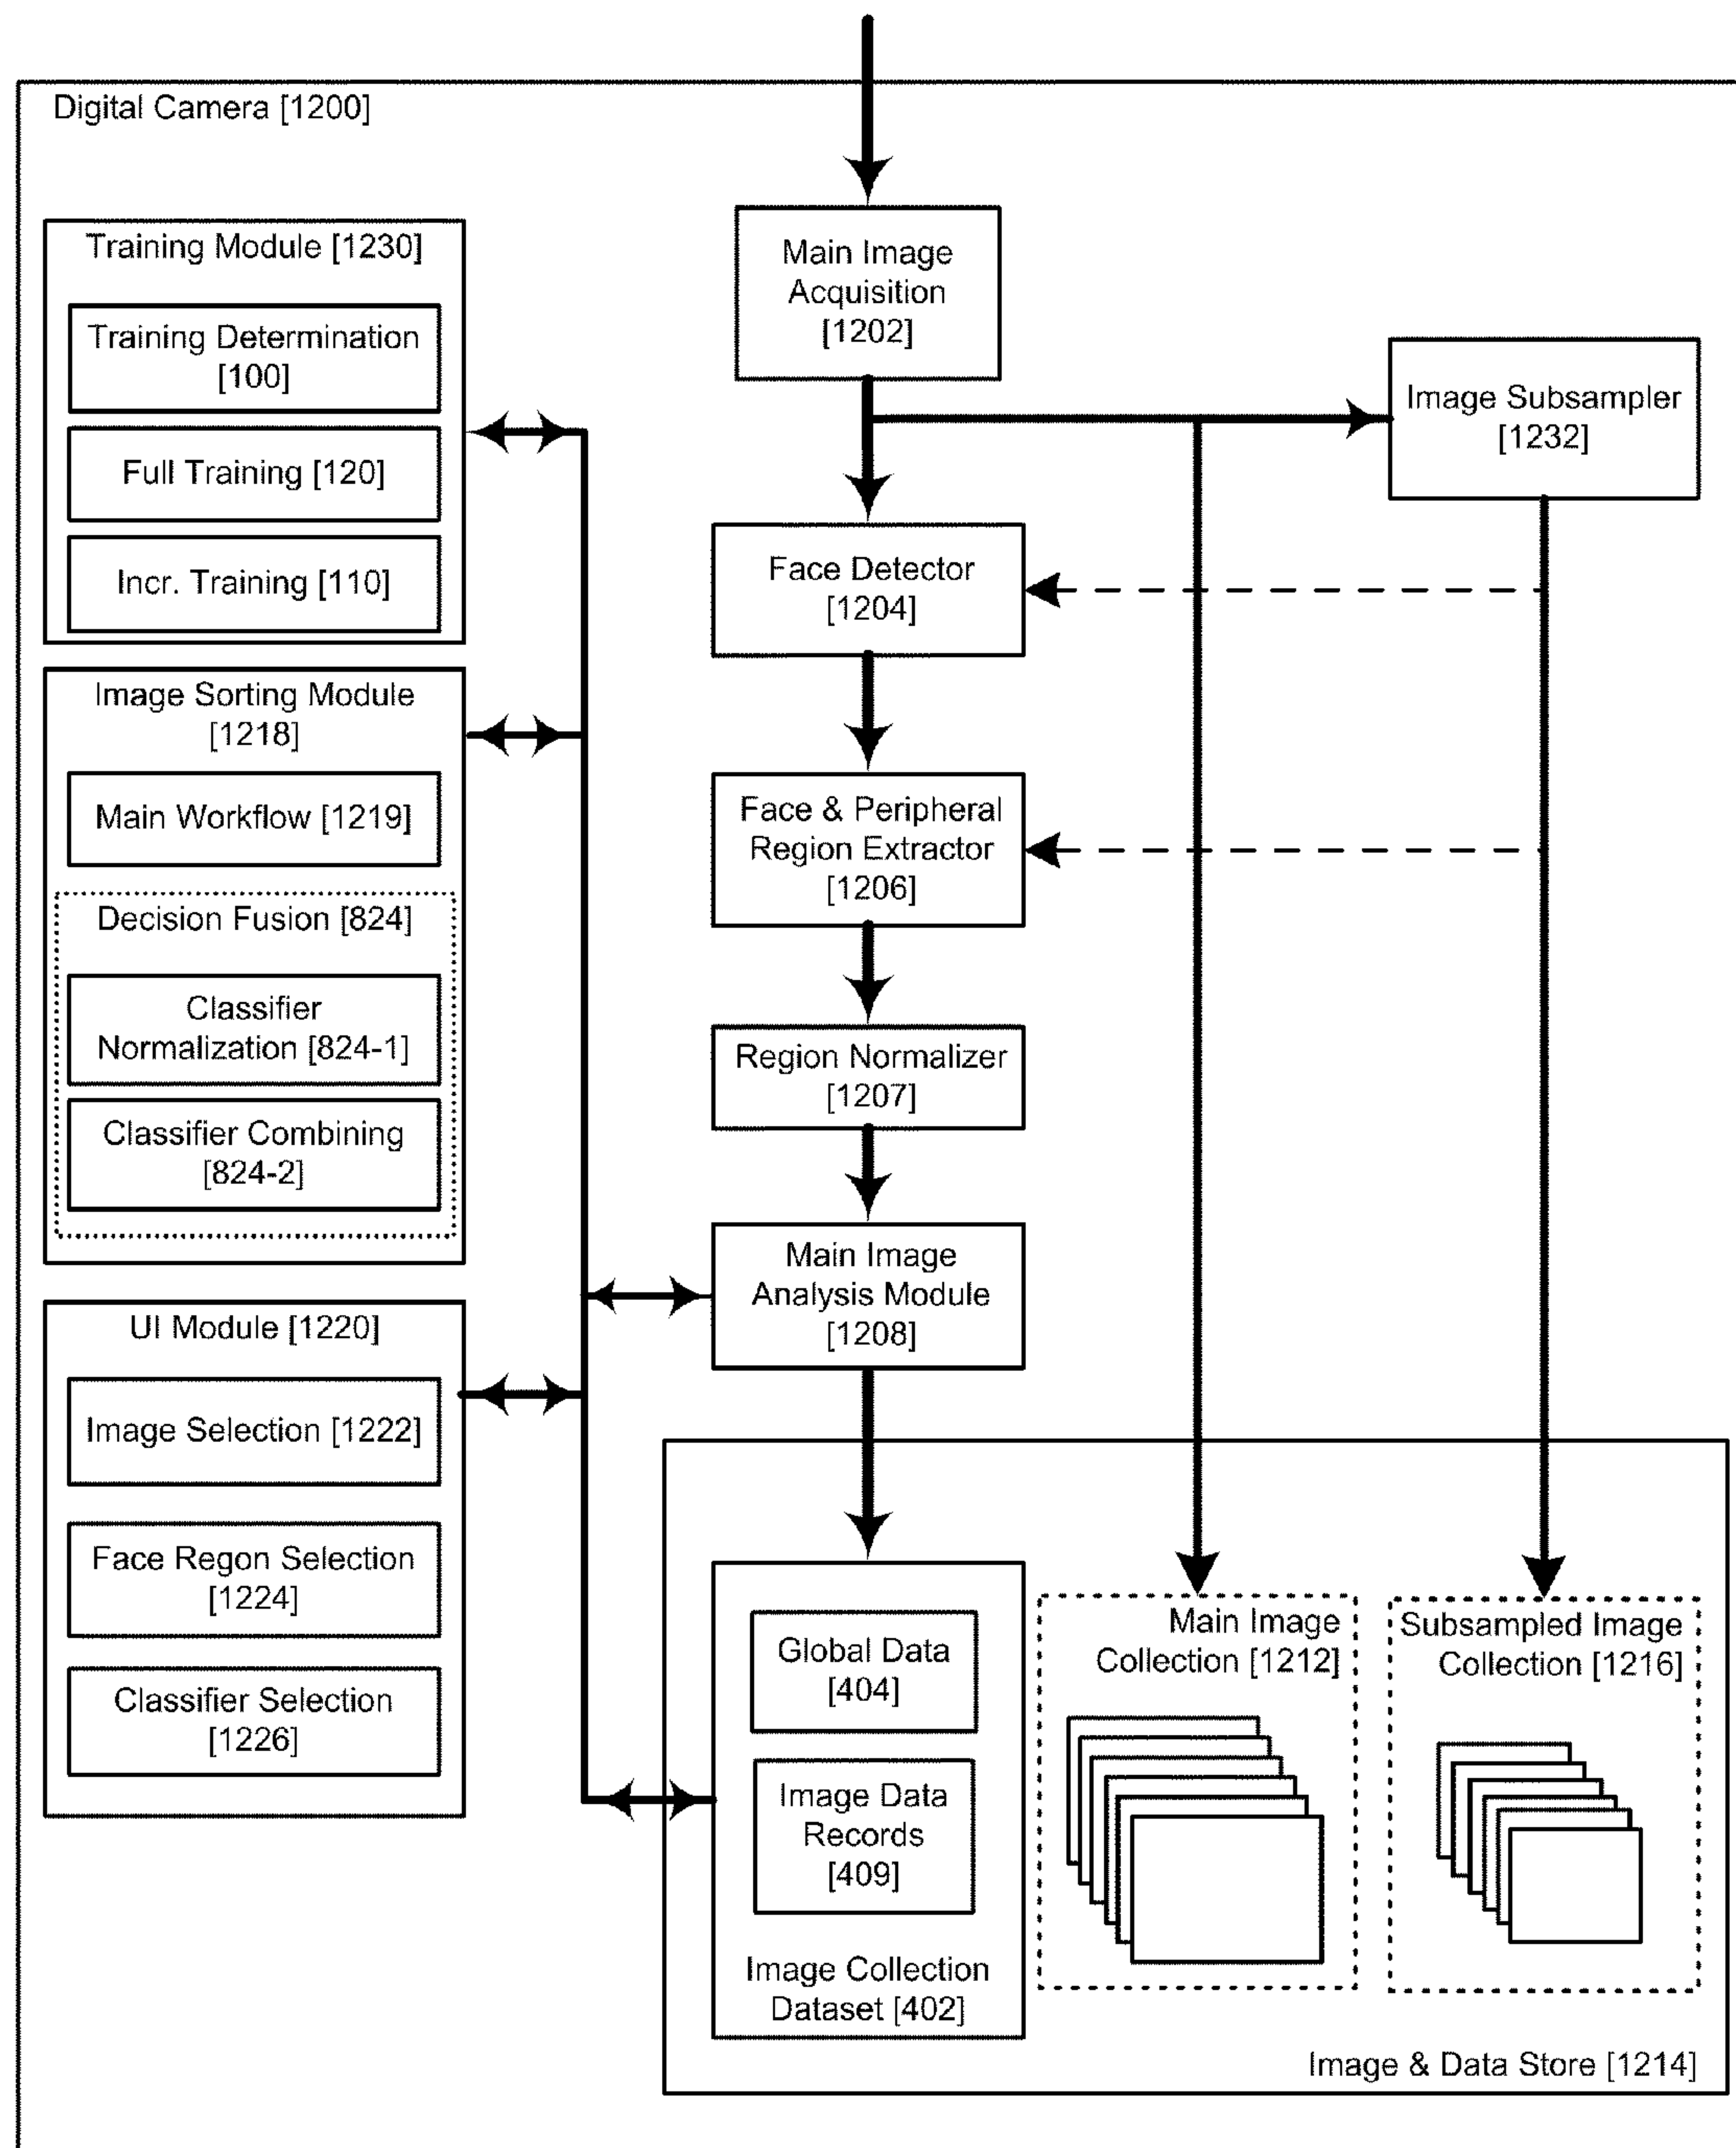 Digital Camera [1200]
Training Module [1230]
Training Determination
[100]
Full Training [120]
Incr. Training [110]
Image Sorting Module
[1218]
Main Workflow [1219]
Decision Fusion [824]
Classifier
Normalization [824-1]
Classifier Combining
[824-2]
UI Module [1220]
Image Selection [1222]
Face Regon Selection
[1224]
Classifier Selection
[1226]
Main Image
Acquisition
[1202]
Image Subsampler
[1232]
Face Detector
[1204]
Face & Peripheral
Region Extractor
[1206]
Region Normalizer
[1207]
Main Image
Analysis Module
[1208]
Global Data
[404]
Image Data
Records
[409]
Image Collection
Dataset [402]
Main Image
Collection [1212]
Subsampled Image
Collection [1216]
Image & Data Store [1214]